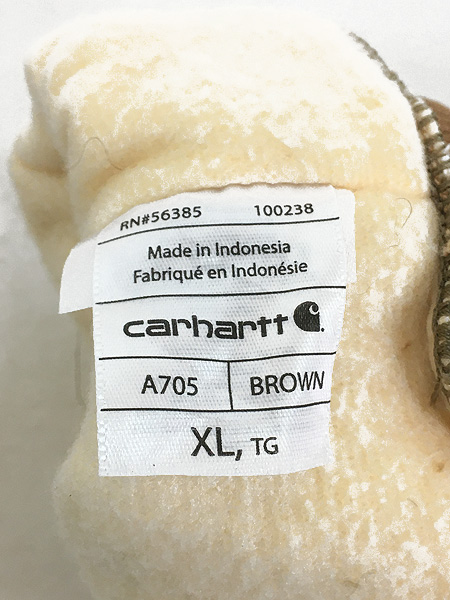 RN#56385 100238
Made in Indonesia
Fabriqué en Indonésie
carhartt
A705 BROWN
XL, TG